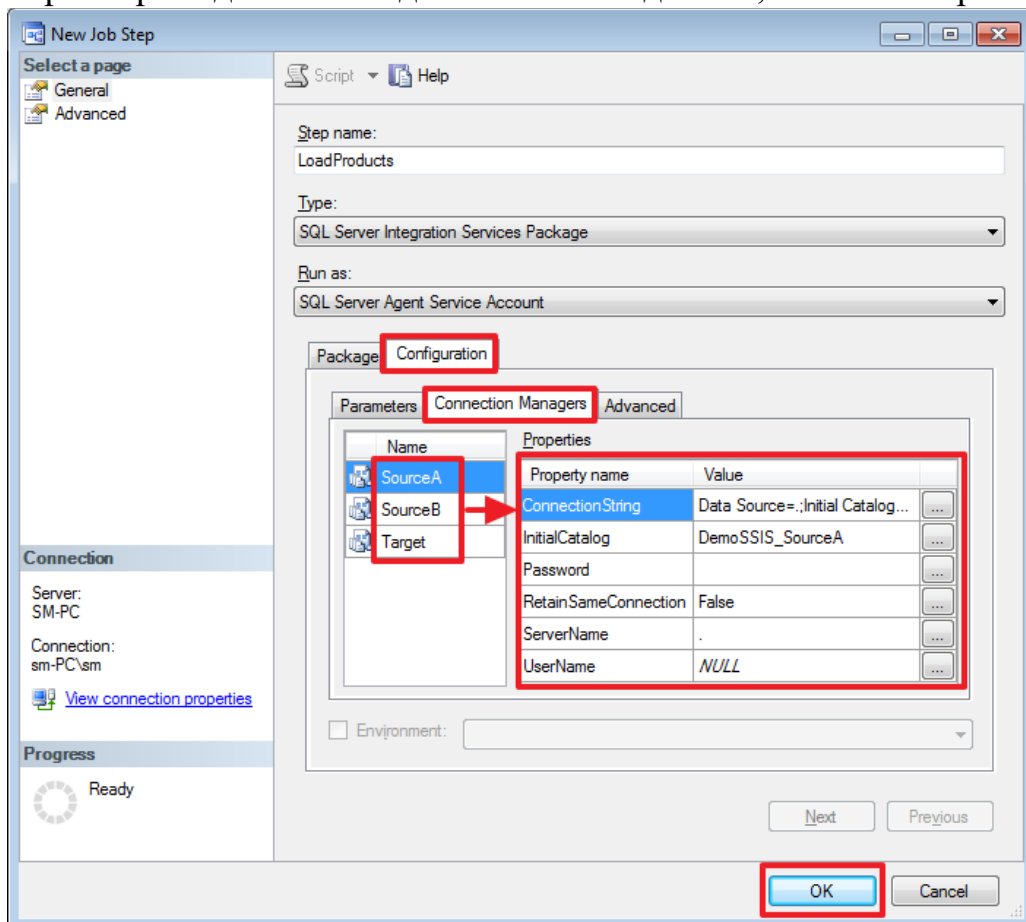 New Job Step
Select a page
General
Advanced
Script
Help
Step name:
LoadProducts
Type:
SQL Server Integration Services Package
Run as:
SQL Server Agent Service Account
Package
Configuration
Parameters
Connection Managers
Advanced
Name
SourceA
SourceB
Target
Properties
Property name Value
ConnectionString Data Source=.;Initial Catalog...
InitialCatalog DemoSSIS_SourceA
Password
RetainSameConnection False
ServerName .
UserName NULL
Environment:
Connection
Server:
SM-PC
Connection:
sm-PC\sm
View connection properties
Progress
Ready
Next
Previous
OK
Cancel